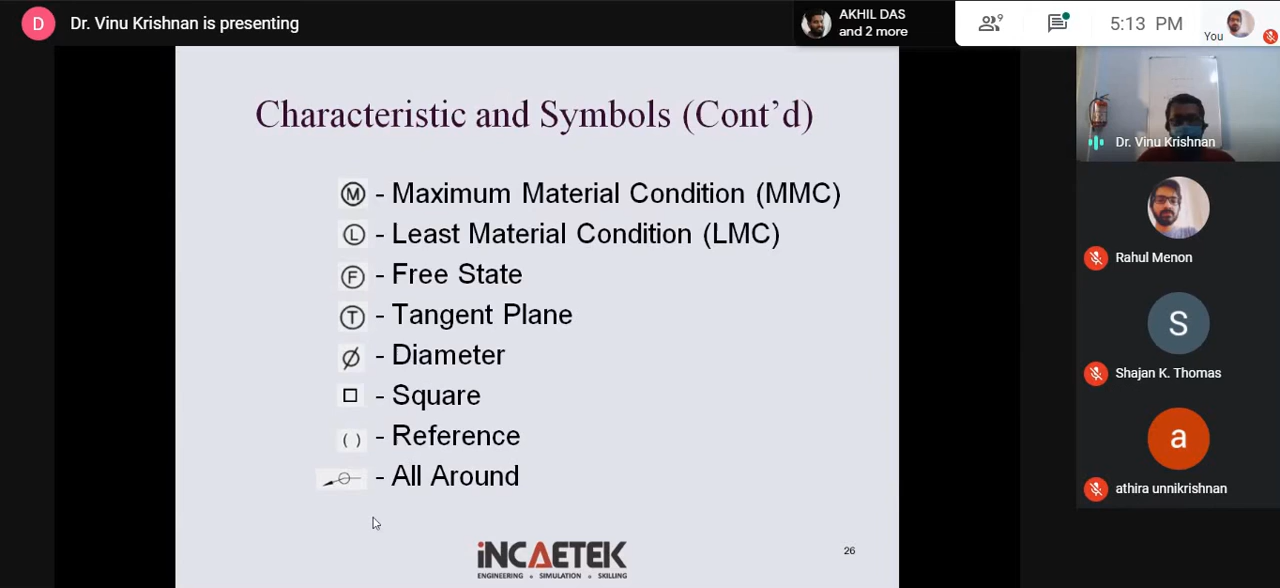 D Dr. Vinu Krishnan is presenting
AKHIL DAS
and 2 more
9
5:13 PM
You
Characteristic and Symbols (Cont'd)
Ⓜ - Maximum Material Condition (MMC)
Ⓛ - Least Material Condition (LMC)
Ⓕ - Free State
Ⓣ - Tangent Plane
⌀ - Diameter
□ - Square
( ) - Reference
- All Around
iNCAETEK
ENGINEERING • SIMULATION • SKILLING
26
Dr. Vinu Krishnan
Rahul Menon
S
Shajan K. Thomas
a
athira unnikrishnan